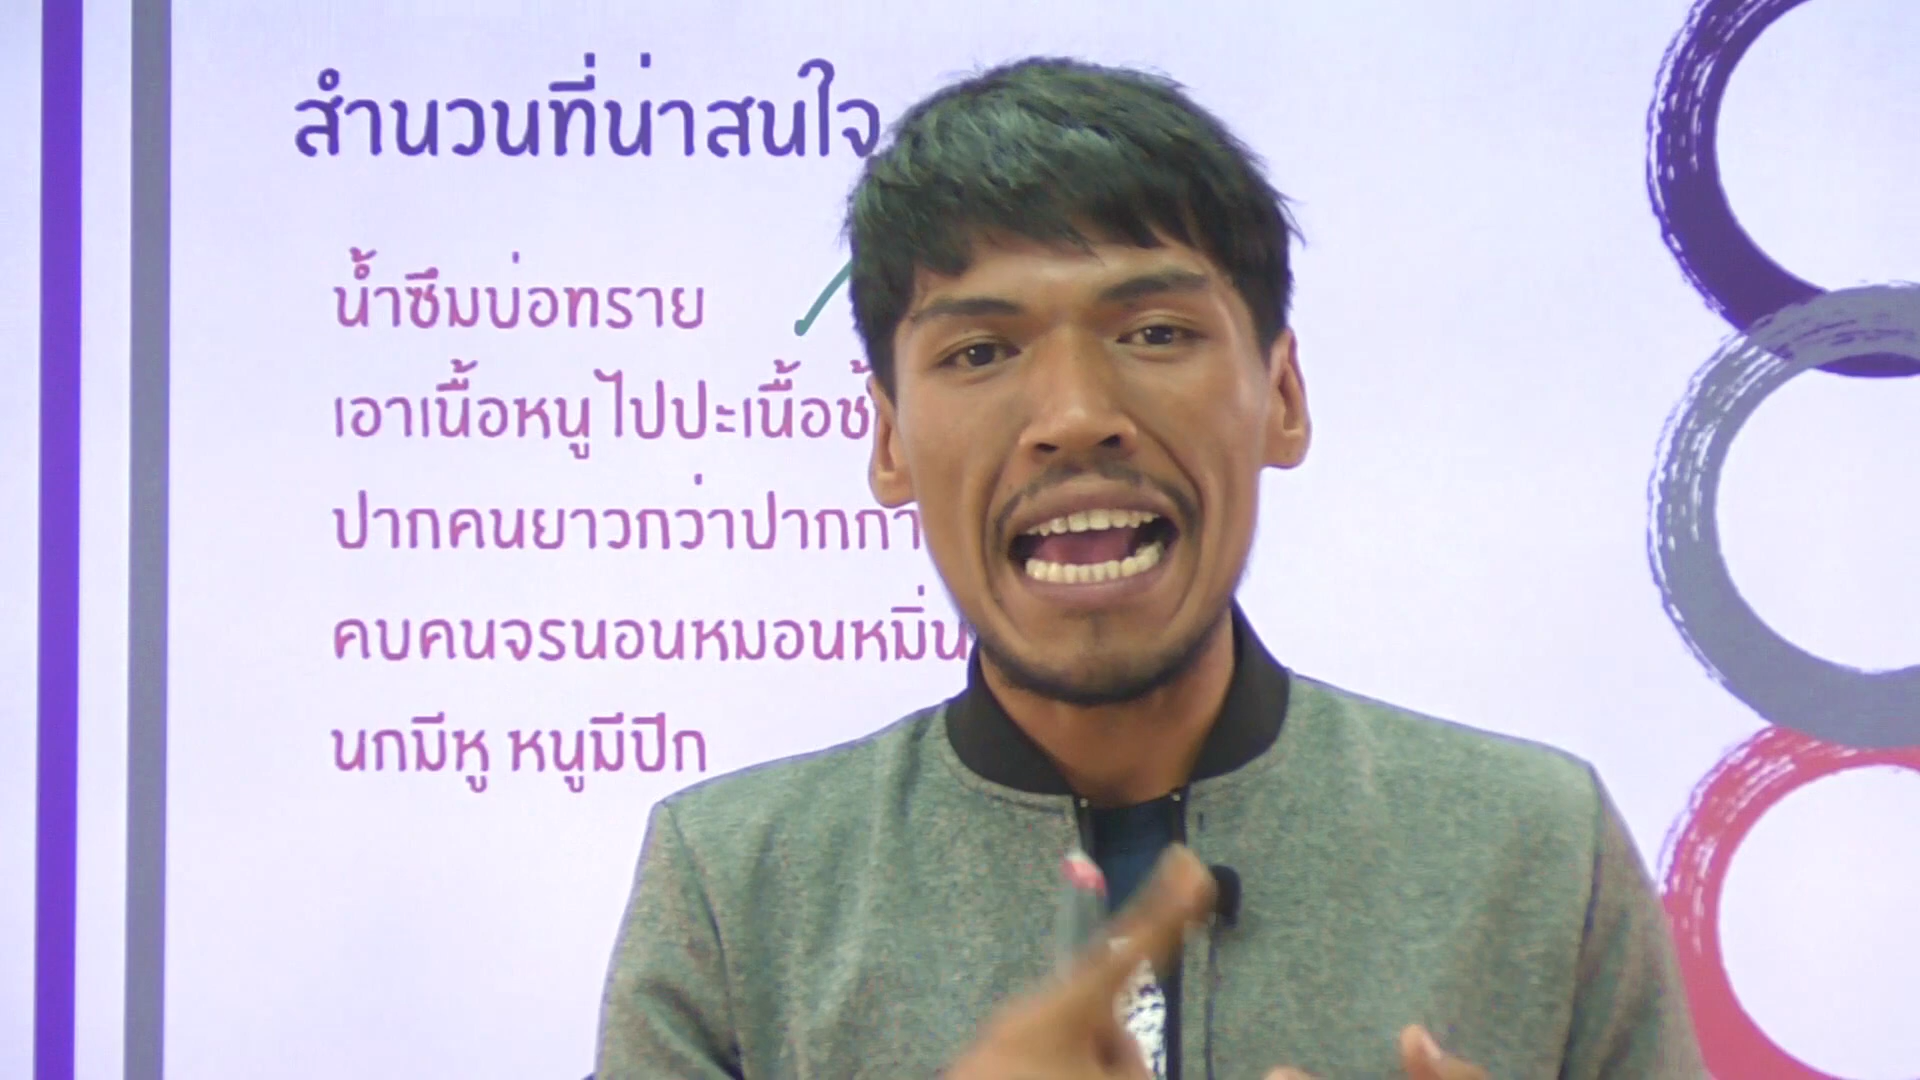 สำนวนที่น่าสนใจ
น้ำซึมบ่อทราย
เอาเนื้อหนูไปปะเนื้อช้
ปากคนยาวกว่าปากกา
คบคนจรนอนหมอนหมิ่น
นกมีหู หนูมีปีก